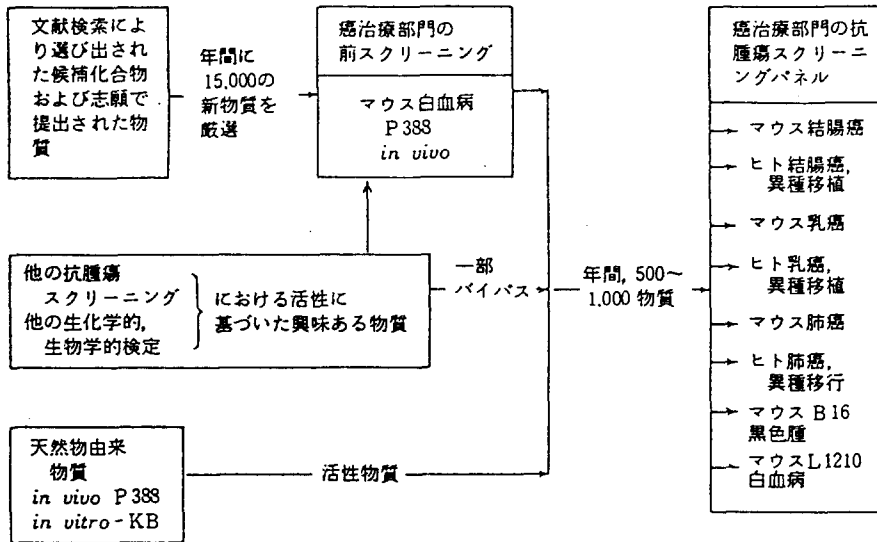 文献検索によ
り選び出され
た候補化合物
および志願で
提出された物
質
年間に
15,000の
新物質を
厳選
癌治療部門の
前スクリーニング
マウス白血病
P388
in vivo
癌治療部門の抗
腫瘍スクリーニ
ングパネル
マウス結腸癌
ヒト結腸癌,
異種移植
マウス乳癌
ヒト乳癌,
異種移植
マウス肺癌
ヒト肺癌,
異種移行
マウス B16
黒色腫
マウスL1210
白血病
他の抗腫瘍
スクリーニング
他の生化学的,
生物学的検定
における活性に
基づいた興味ある物質
一部
バイパス
年間, 500~
1,000 物質
天然物由来
物質
in vivo P388
in vitro-KB
活性物質